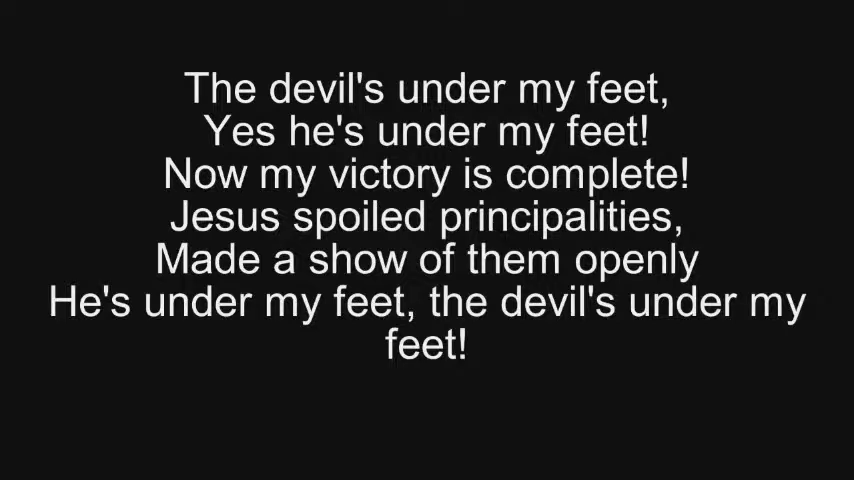 The devil's under my feet,
Yes he's under my feet!
Now my victory is complete!
Jesus spoiled principalities,
Made a show of them openly
He's under my feet, the devil's under my
feet!